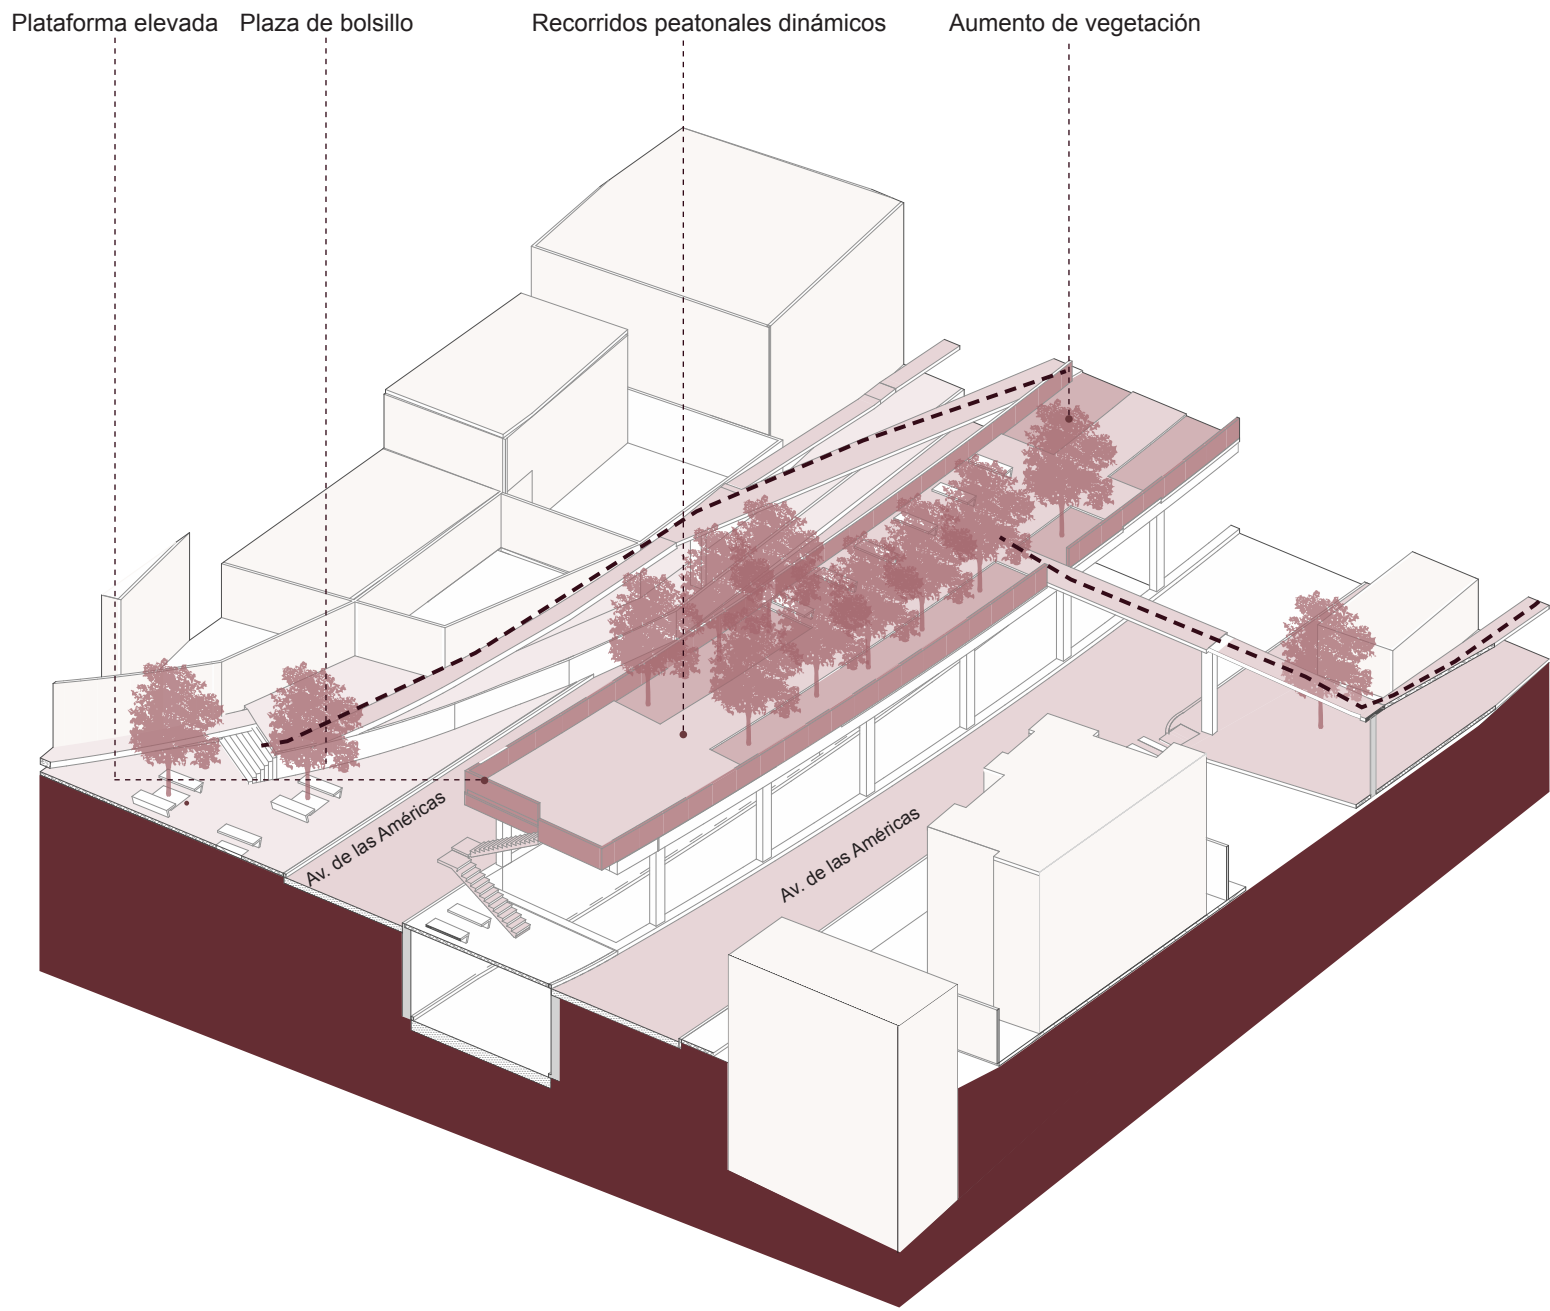 Plataforma elevada
Plaza de bolsillo
Recorridos peatonales dinámicos
Aumento de vegetación
Av. de las Américas
Av. de las Américas